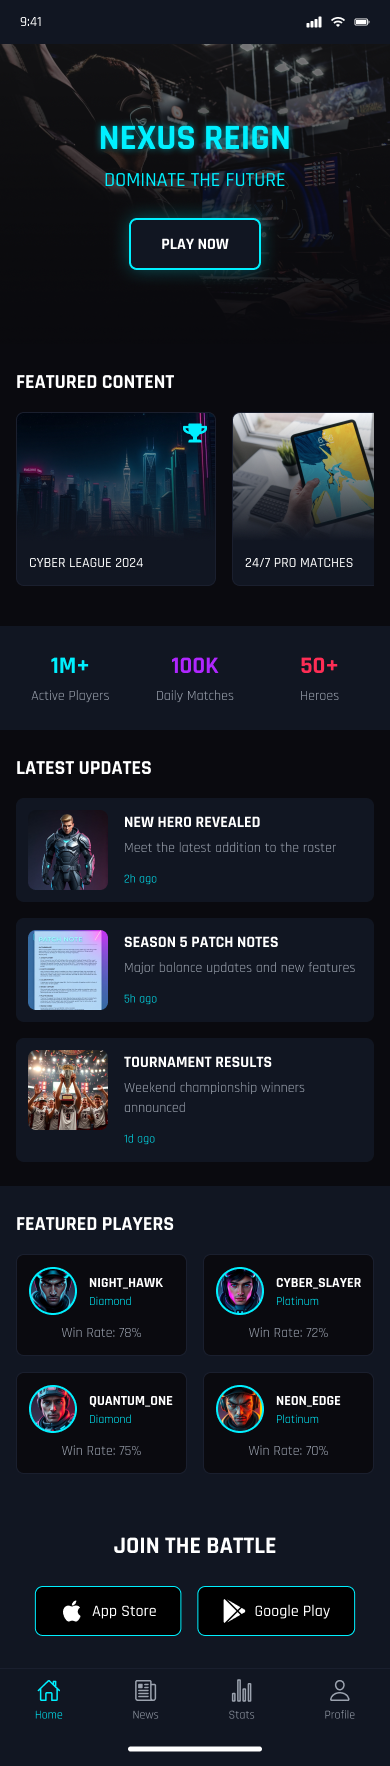 9:41
NEXUS REIGN
DOMINATE THE FUTURE
PLAY NOW
FEATURED CONTENT
CYBER LEAGUE 2024
24/7 PRO MATCHES
1M+
100K
50+
Active Players
Daily Matches
Heroes
LATEST UPDATES
NEW HERO REVEALED
Meet the latest addition to the raster
2h ago
SEASON 5 PATCH NOTES
Major balance updates and new features
5h ago
TOURNAMENT RESULTS
Weekend championship winners
announced
1d ago
FEATURED PLAYERS
NIGHT_HAWK
Diamond
Win Rate: 78%
CYBER_SLAYER
Platinum
Win Rate: 72%
QUANTUM_ONE
Diamond
Win Rate: 75%
NEON_EDGE
Platinum
Win Rate: 70%
JOIN THE BATTLE
App Store
Google Play
Home
News
Stats
Profile